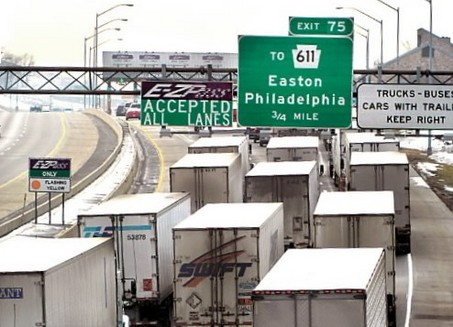 EXIT 75
TO 611
Easton
Philadelphia
3/4 MILE
E-ZPass
ACCEPTED
ALL LANES
TRUCKS-BUSES
CARS WITH TRAIL
KEEP RIGHT
E-ZPass
ONLY
FLASHING
YELLOW
53878
SWIFT
ANT